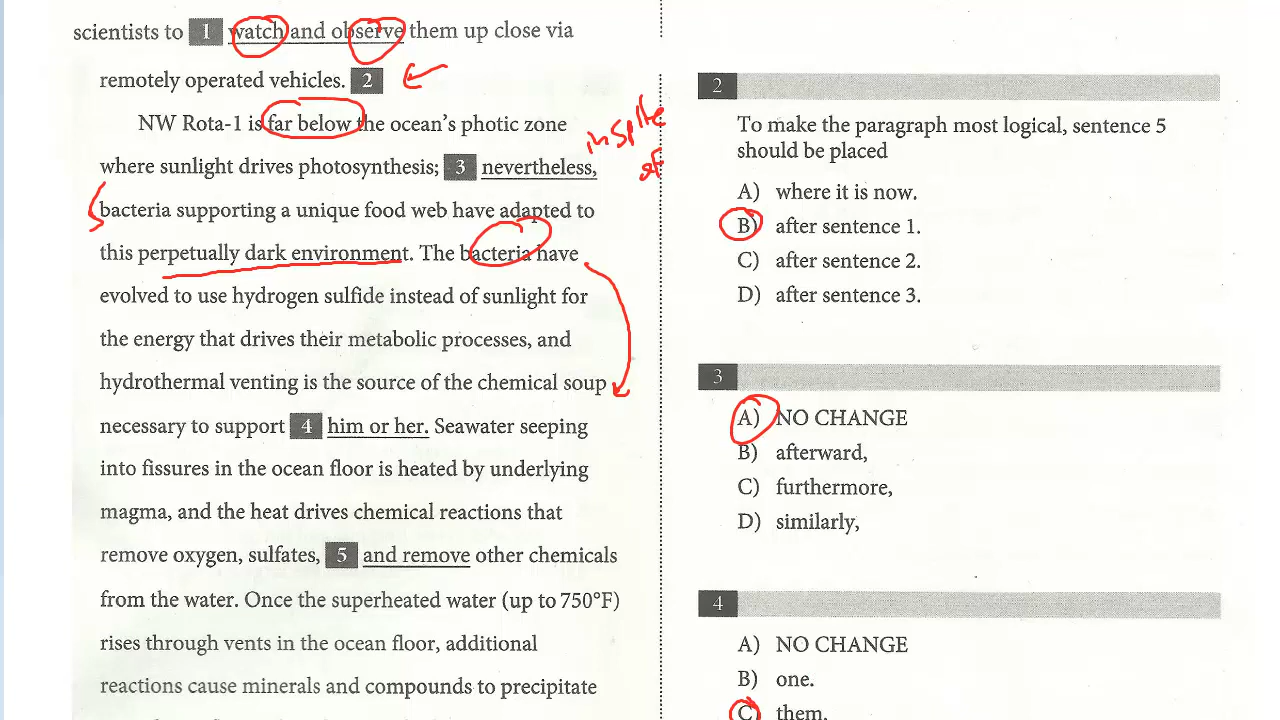 scientists to 1 watch and observe them up close via
remotely operated vehicles. 2
NW Rota-1 is far below the ocean's photic zone
where sunlight drives photosynthesis; 3 nevertheless,
in spite
of
bacteria supporting a unique food web have adapted to
this perpetually dark environment. The bacteria have
evolved to use hydrogen sulfide instead of sunlight for
the energy that drives their metabolic processes, and
hydrothermal venting is the source of the chemical soup
necessary to support 4 him or her. Seawater seeping
into fissures in the ocean floor is heated by underlying
magma, and the heat drives chemical reactions that
remove oxygen, sulfates, 5 and remove other chemicals
from the water. Once the superheated water (up to 750°F)
rises through vents in the ocean floor, additional
reactions cause minerals and compounds to precipitate
2
To make the paragraph most logical, sentence 5
should be placed
A) where it is now.
B) after sentence 1.
C) after sentence 2.
D) after sentence 3.
3
A) NO CHANGE
B) afterward,
C) furthermore,
D) similarly,
4
A) NO CHANGE
B) one.
C) them.